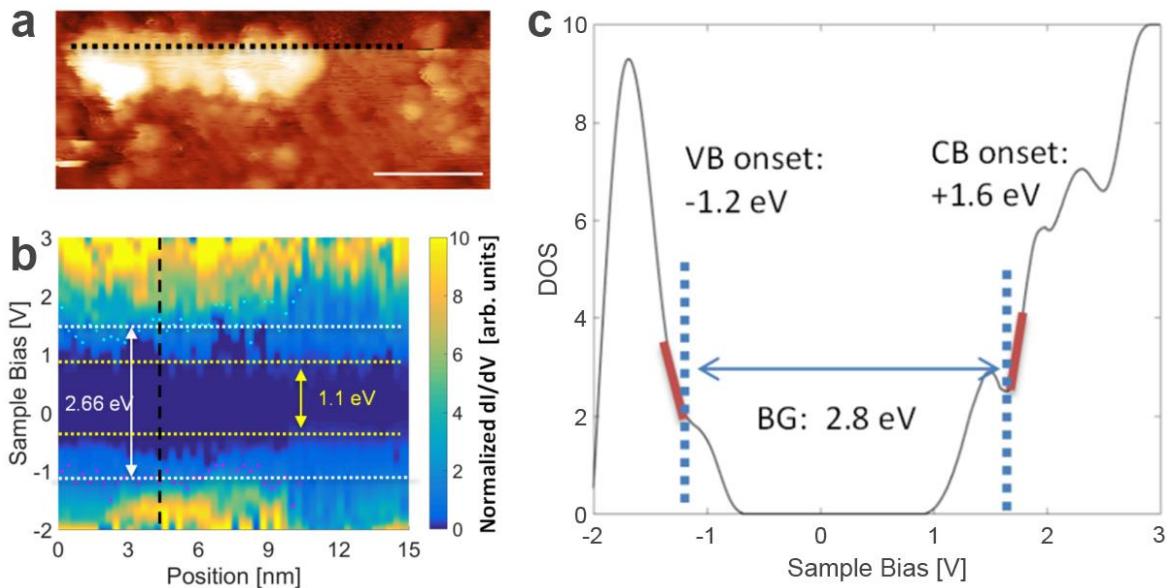 a
b
3
2
1
0
-1
-2
Sample Bias [V]
2.66 eV
1.1 eV
0
3
6
9
12
15
Position [nm]
10
8
6
4
2
0
Normalized dI/dV [arb. units]
c
10
8
6
4
2
0
DOS
VB onset:
-1.2 eV
CB onset:
+1.6 eV
BG: 2.8 eV
-2
-1
0
1
2
3
Sample Bias [V]